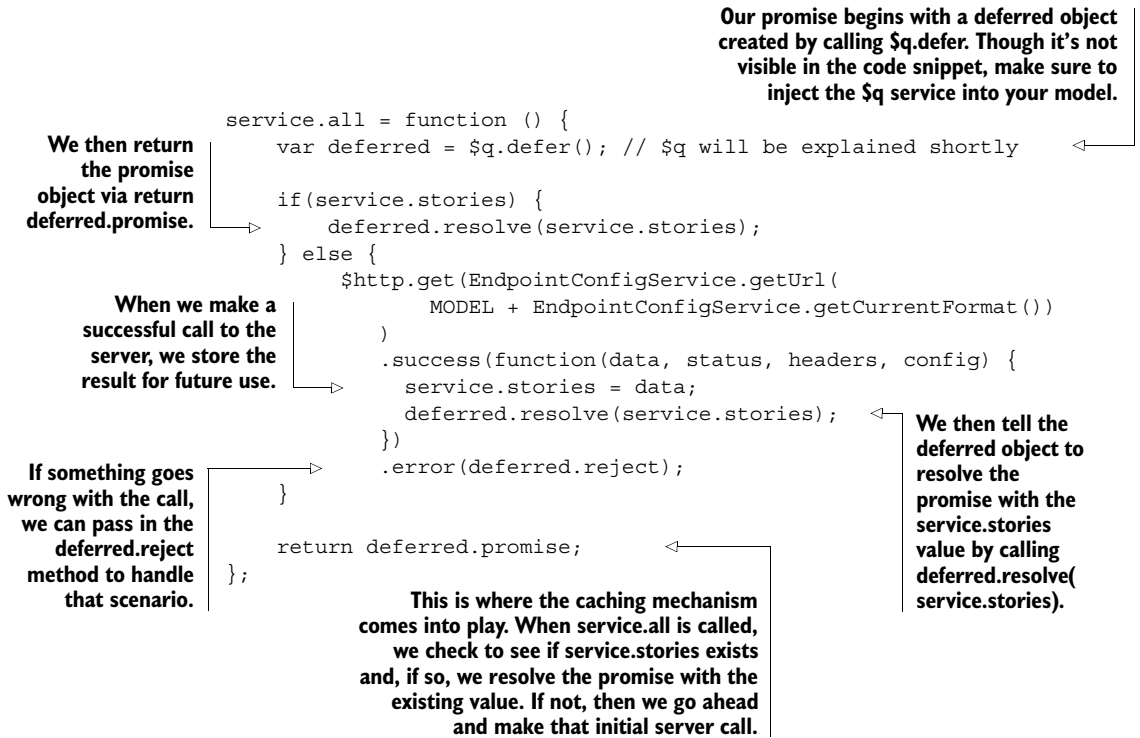 Our promise begins with a deferred object
created by calling $q.defer. Though it's not
visible in the code snippet, make sure to
inject the $q service into your model.
service.all = function () {
var deferred = $q.defer(); // $q will be explained shortly
We then return
the promise
object via return
deferred.promise.
if(service.stories) {
deferred.resolve(service.stories);
} else {
$http.get(EndpointConfigService.getUrl(
MODEL + EndpointConfigService.getCurrentFormat())
)
When we make a
successful call to the
server, we store the
result for future use.
.success(function(data, status, headers, config) {
service.stories = data;
deferred.resolve(service.stories);
})
We then tell the
deferred object to
resolve the
promise with the
service.stories
value by calling
deferred.resolve(
service.stories).
If something goes
wrong with the call,
we can pass in the
deferred.reject
method to handle
that scenario.
.error(deferred.reject);
}
return deferred.promise;
};
This is where the caching mechanism
comes into play. When service.all is called,
we check to see if service.stories exists
and, if so, we resolve the promise with the
existing value. If not, then we go ahead
and make that initial server call.